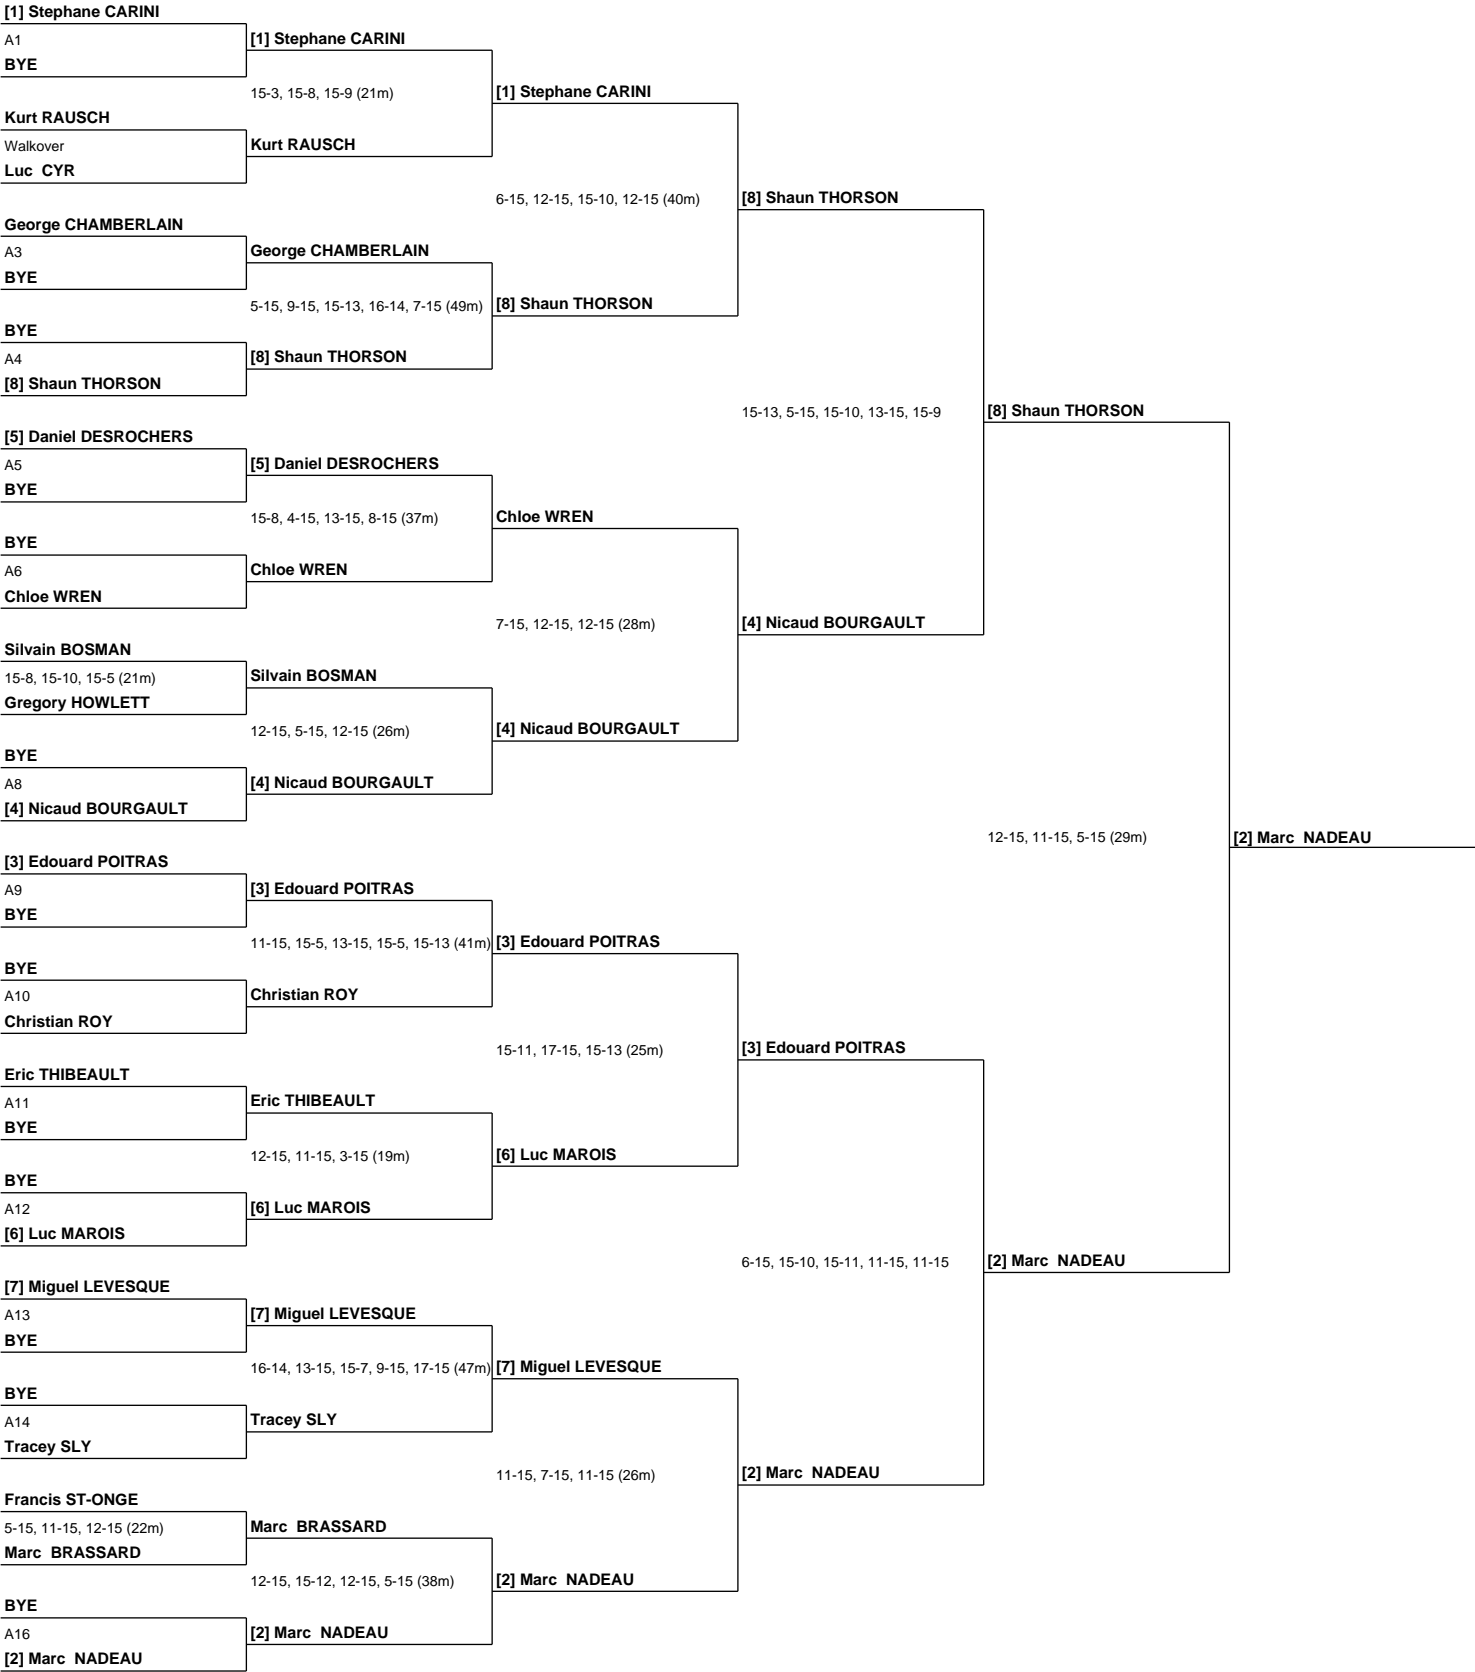 [1] Stephane CARINI
A1
BYE
[1] Stephane CARINI
15-3, 15-8, 15-9 (21m)
[1] Stephane CARINI
Kurt RAUSCH
Walkover
Luc  CYR
Kurt RAUSCH
6-15, 12-15, 15-10, 12-15 (40m)
[8] Shaun THORSON
George CHAMBERLAIN
A3
BYE
George CHAMBERLAIN
5-15, 9-15, 15-13, 16-14, 7-15 (49m)
[8] Shaun THORSON
BYE
A4
[8] Shaun THORSON
[8] Shaun THORSON
15-13, 5-15, 15-10, 13-15, 15-9
[8] Shaun THORSON
[5] Daniel DESROCHERS
A5
BYE
[5] Daniel DESROCHERS
15-8, 4-15, 13-15, 8-15 (37m)
Chloe WREN
BYE
A6
Chloe WREN
Chloe WREN
7-15, 12-15, 12-15 (28m)
[4] Nicaud BOURGAULT
Silvain BOSMAN
15-8, 15-10, 15-5 (21m)
Gregory HOWLETT
Silvain BOSMAN
12-15, 5-15, 12-15 (26m)
[4] Nicaud BOURGAULT
BYE
A8
[4] Nicaud BOURGAULT
[4] Nicaud BOURGAULT
12-15, 11-15, 5-15 (29m)
[2] Marc  NADEAU
[3] Edouard POITRAS
A9
BYE
[3] Edouard POITRAS
11-15, 15-5, 13-15, 15-5, 15-13 (41m)
[3] Edouard POITRAS
BYE
A10
Christian ROY
Christian ROY
15-11, 17-15, 15-13 (25m)
[3] Edouard POITRAS
Eric THIBEAULT
A11
BYE
Eric THIBEAULT
12-15, 11-15, 3-15 (19m)
[6] Luc MAROIS
BYE
A12
[6] Luc MAROIS
[6] Luc MAROIS
6-15, 15-10, 15-11, 11-15, 11-15
[2] Marc  NADEAU
[7] Miguel LEVESQUE
A13
BYE
[7] Miguel LEVESQUE
16-14, 13-15, 15-7, 9-15, 17-15 (47m)
[7] Miguel LEVESQUE
BYE
A14
Tracey SLY
Tracey SLY
11-15, 7-15, 11-15 (26m)
[2] Marc  NADEAU
Francis ST-ONGE
5-15, 11-15, 12-15 (22m)
Marc  BRASSARD
Marc  BRASSARD
12-15, 15-12, 12-15, 5-15 (38m)
[2] Marc  NADEAU
BYE
A16
[2] Marc  NADEAU
[2] Marc  NADEAU